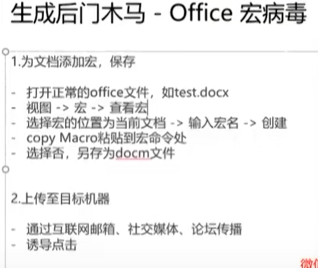 生成后门木马 - Office 宏病毒
1.为文档添加宏，保存
- 打开正常的office文件，如test.docx
- 视图 -> 宏 -> 查看宏
- 选择宏的位置为当前文档 -> 输入宏名 -> 创建
- copy Macro粘贴到宏命令处
- 选择否，另存为docm文件
2.上传至目标机器
- 通过互联网邮箱、社交媒体、论坛传播
- 诱导点击
微信